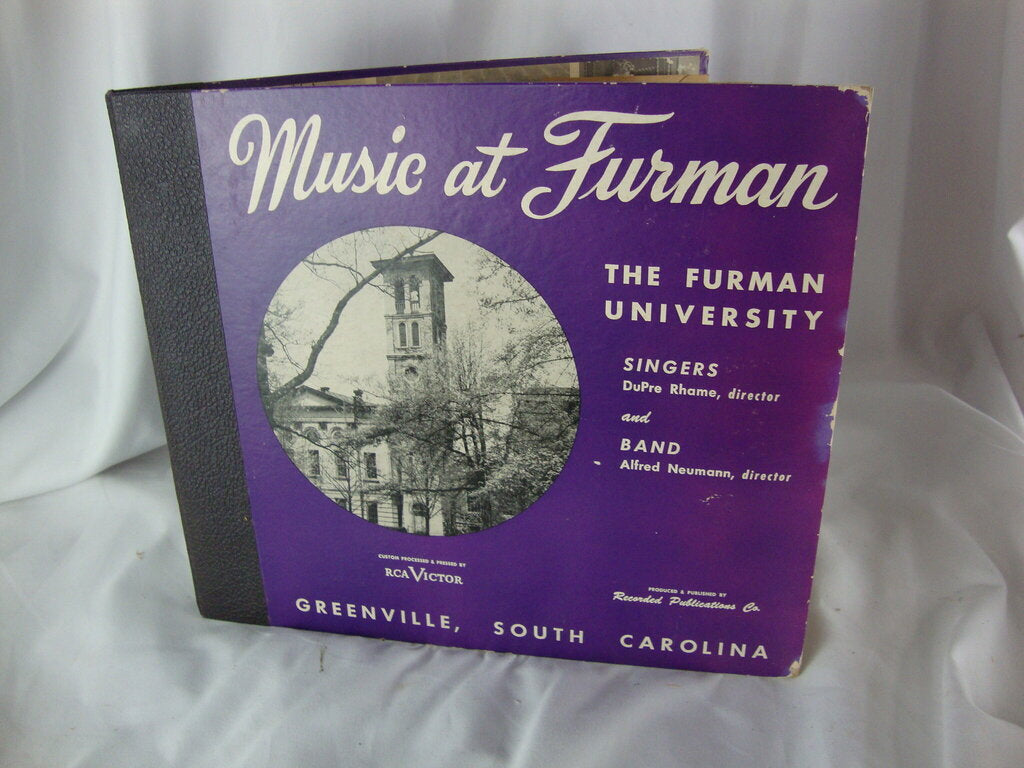 Music at Furman
THE FURMAN
UNIVERSITY
SINGERS
DuPre Rhame, director
and
BAND
Alfred Neumann, director
CUSTOM PROCESSED & PRESSED BY
RCA VICTOR
PRODUCED & PUBLISHED BY
Recorded Publications Co.
GREENVILLE, SOUTH CAROLINA